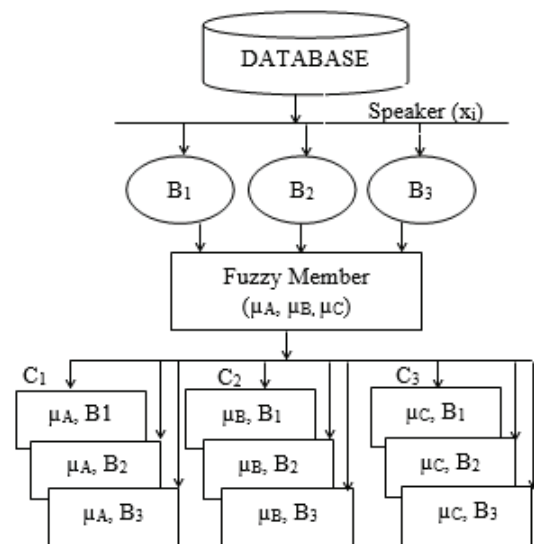 DATABASE
Speaker (xᵢ)
B₁ B₂ B₃
Fuzzy Member
(μA, μB, μC)
C₁ C₂ C₃
μA, B1 μB, B₁ μC, B₁
μA, B₂ μB, B₂ μC, B₂
μA, B₃ μB, B₃ μC, B₃